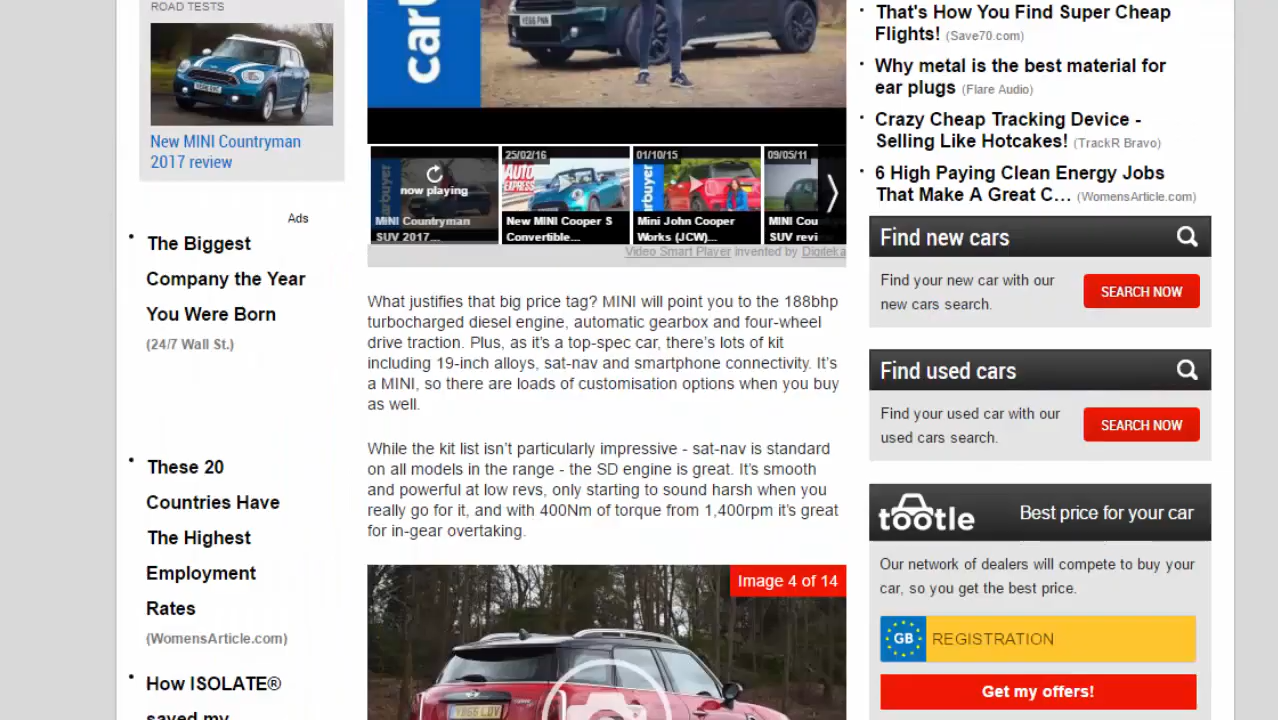 ROAD TESTS
New MINI Countryman
2017 review
Ads
The Biggest
Company the Year
You Were Born
(24/7 Wall St.)
These 20
Countries Have
The Highest
Employment
Rates
(WomensArticle.com)
How ISOLATE®
saved my
car
25/02/16
01/10/15
09/05/11
now playing
AUTO
EXPRESS
carbuyer
MINI Countryman
SUV 2017...
New MINI Cooper S
Convertible...
Mini John Cooper
Works (JCW)...
MINI Cou
SUV revi
Video Smart Player invented by Digiteka
What justifies that big price tag? MINI will point you to the 188bhp
turbocharged diesel engine, automatic gearbox and four-wheel
drive traction. Plus, as it's a top-spec car, there's lots of kit
including 19-inch alloys, sat-nav and smartphone connectivity. It's
a MINI, so there are loads of customisation options when you buy
as well.
While the kit list isn't particularly impressive - sat-nav is standard
on all models in the range - the SD engine is great. It's smooth
and powerful at low revs, only starting to sound harsh when you
really go for it, and with 400Nm of torque from 1,400rpm it's great
for in-gear overtaking.
Image 4 of 14
That's How You Find Super Cheap
Flights! (Save70.com)
Why metal is the best material for
ear plugs (Flare Audio)
Crazy Cheap Tracking Device -
Selling Like Hotcakes! (TrackR Bravo)
6 High Paying Clean Energy Jobs
That Make A Great C... (WomensArticle.com)
Find new cars
Find your new car with our
new cars search.
SEARCH NOW
Find used cars
Find your used car with our
used cars search.
SEARCH NOW
tootle
Best price for your car
Our network of dealers will compete to buy your
car, so you get the best price.
GB
REGISTRATION
Get my offers!